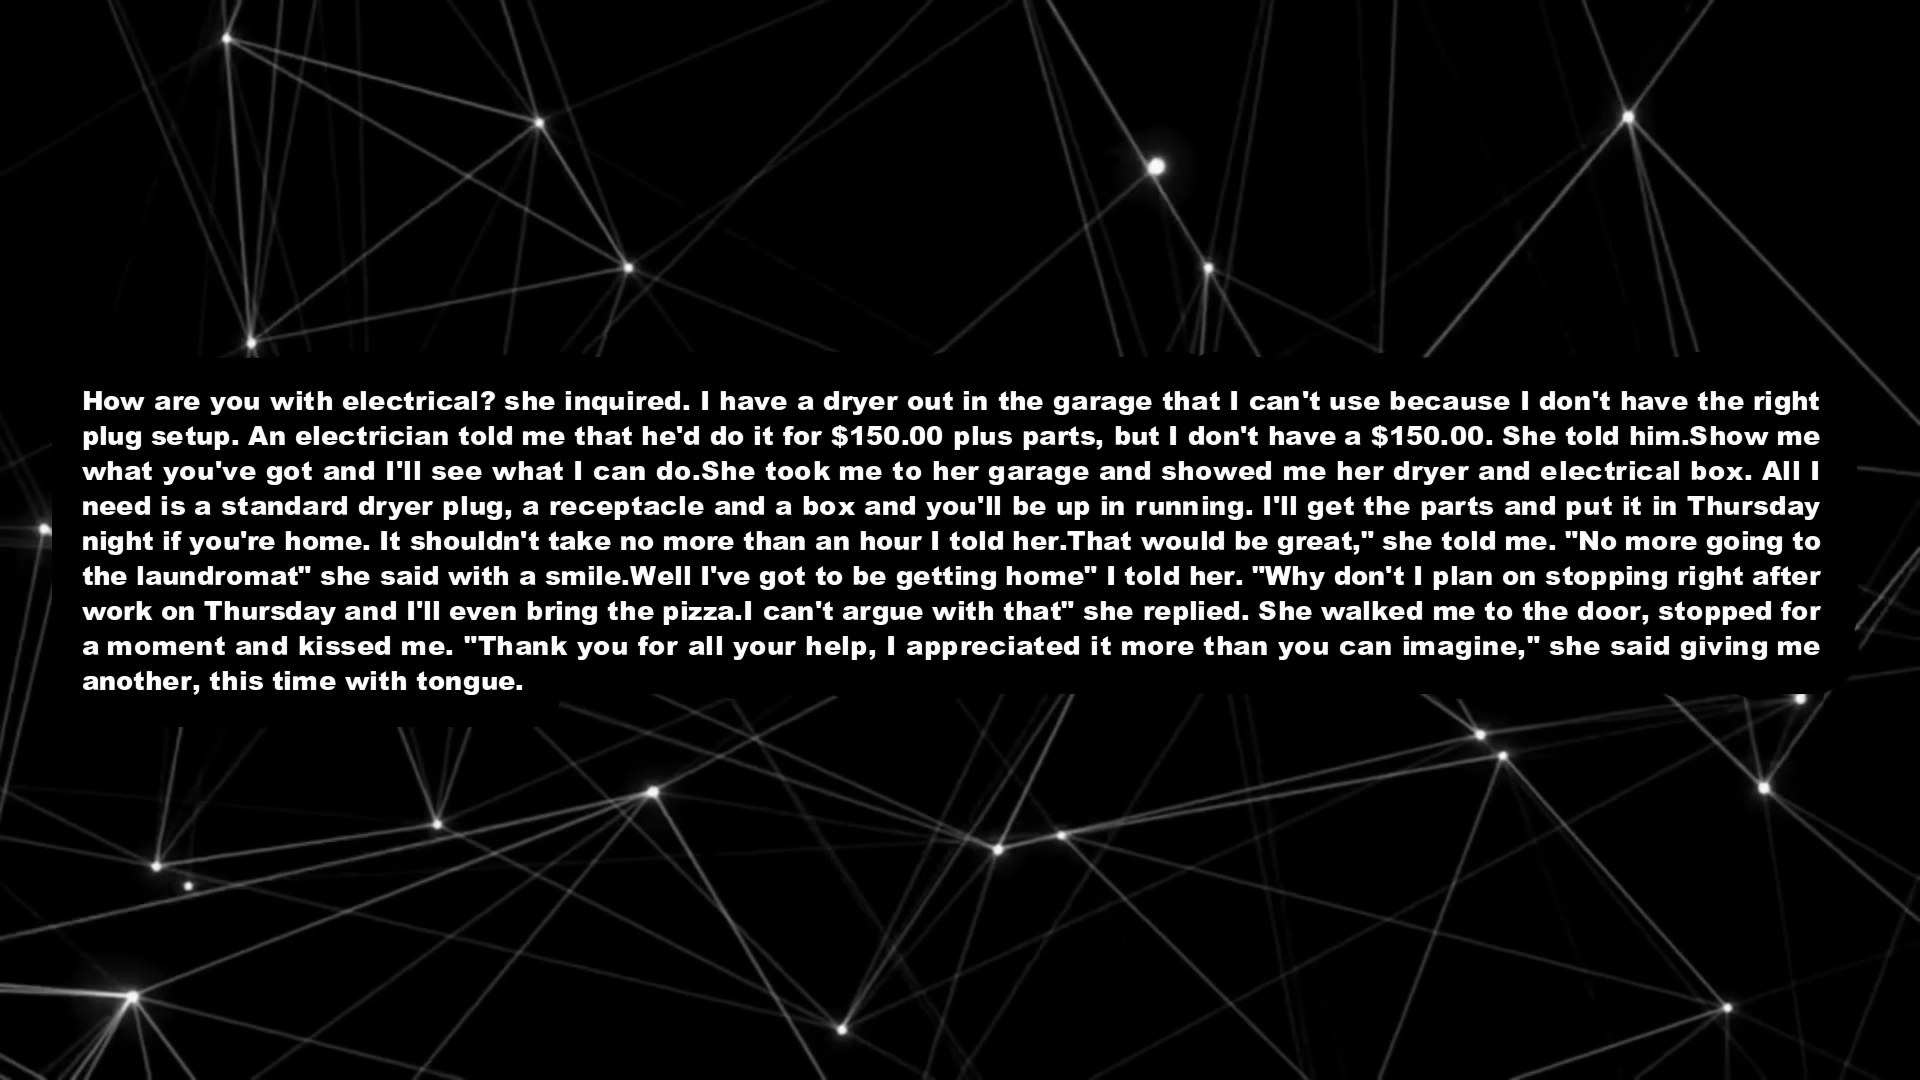 How are you with electrical? she inquired. I have a dryer out in the garage that I can't use because I don't have the right
plug setup. An electrician told me that he'd do it for $150.00 plus parts, but I don't have a $150.00. She told him.Show me
what you've got and I'll see what I can do.She took me to her garage and showed me her dryer and electrical box. All I
need is a standard dryer plug, a receptacle and a box and you'll be up in running. I'll get the parts and put it in Thursday
night if you're home. It shouldn't take no more than an hour I told her.That would be great," she told me. "No more going to
the laundromat" she said with a smile.Well I've got to be getting home" I told her. "Why don't I plan on stopping right after
work on Thursday and I'll even bring the pizza.I can't argue with that" she replied. She walked me to the door, stopped for
a moment and kissed me. "Thank you for all your help, I appreciated it more than you can imagine," she said giving me
another, this time with tongue.